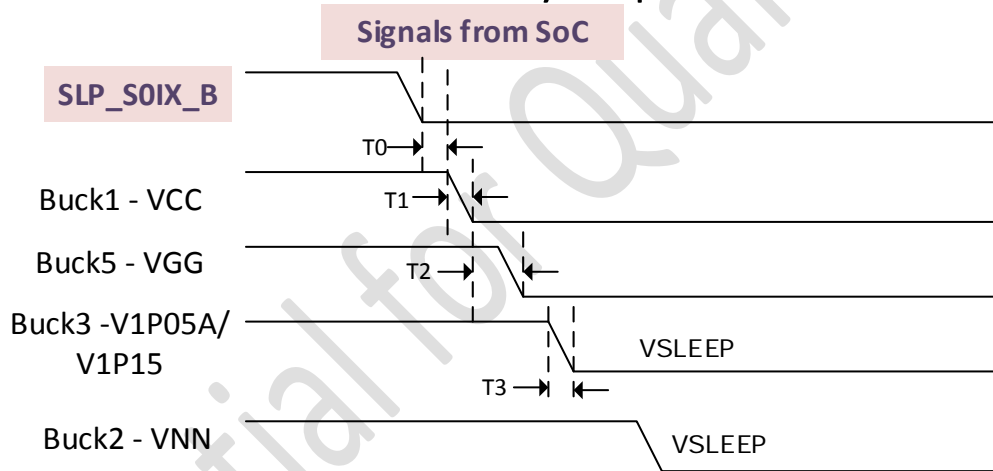 Signals from SoC
SLP_S0IX_B
T0
Buck1 - VCC
T1
Buck5 - VGG
T2
Buck3 -V1P05A/
V1P15
VSLEEP
T3
Buck2 - VNN
VSLEEP